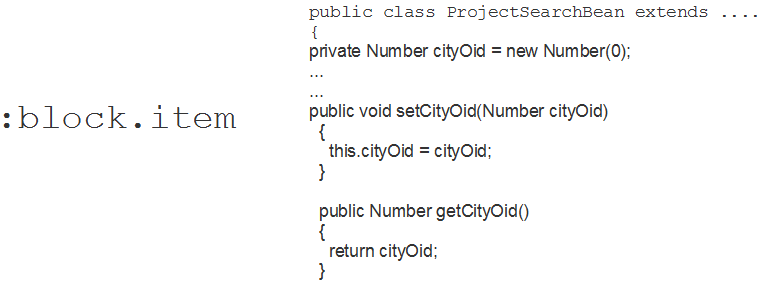 :block.item
public class ProjectSearchBean extends ....
{
private Number cityOid = new Number(0);
...
...
public void setCityOid(Number cityOid)
{
this.cityOid = cityOid;
}
public Number getCityOid()
{
return cityOid;
}